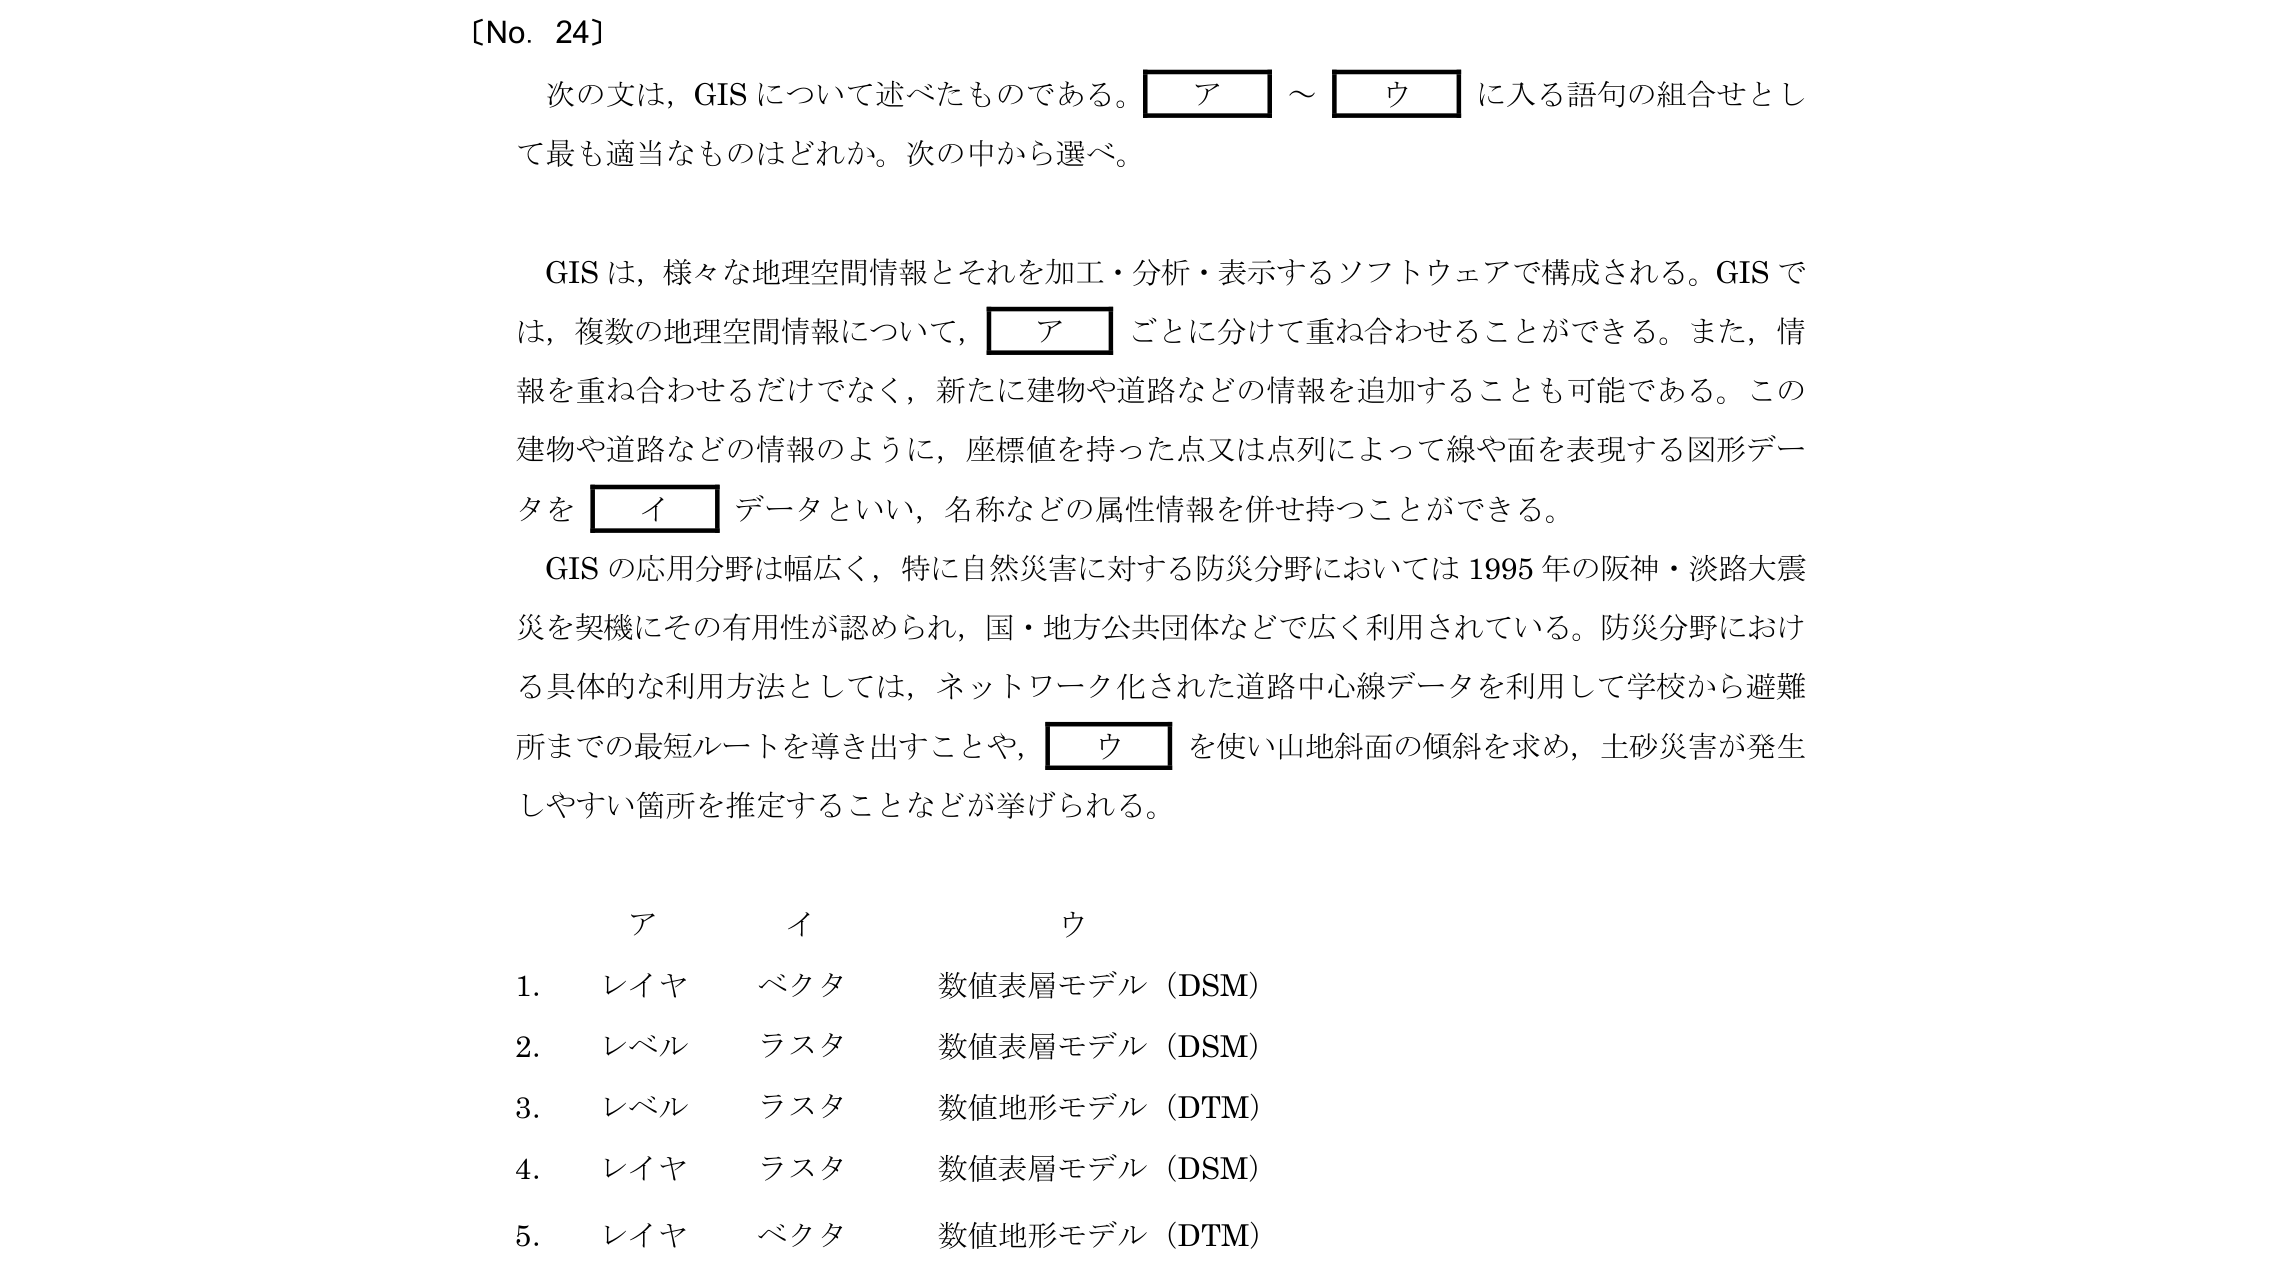 〔No. 24〕
次の文は，GIS について述べたものである。 ア ～ ウ に入る語句の組合せとし
て最も適当なものはどれか。次の中から選べ。
GIS は，様々な地理空間情報とそれを加工・分析・表示するソフトウェアで構成される。GIS で
は，複数の地理空間情報について， ア ごとに分けて重ね合わせることができる。また，情
報を重ね合わせるだけでなく，新たに建物や道路などの情報を追加することも可能である。この
建物や道路などの情報のように，座標値を持った点又は点列によって線や面を表現する図形デー
タを イ データといい，名称などの属性情報を併せ持つことができる。
GIS の応用分野は幅広く，特に自然災害に対する防災分野においては 1995 年の阪神・淡路大震
災を契機にその有用性が認められ，国・地方公共団体などで広く利用されている。防災分野におけ
る具体的な利用方法としては，ネットワーク化された道路中心線データを利用して学校から避難
所までの最短ルートを導き出すことや， ウ を使い山地斜面の傾斜を求め，土砂災害が発生
しやすい箇所を推定することなどが挙げられる。
ア イ ウ
1. レイヤ ベクタ 数値表層モデル（DSM）
2. レベル ラスタ 数値表層モデル（DSM）
3. レベル ラスタ 数値地形モデル（DTM）
4. レイヤ ラスタ 数値表層モデル（DSM）
5. レイヤ ベクタ 数値地形モデル（DTM）